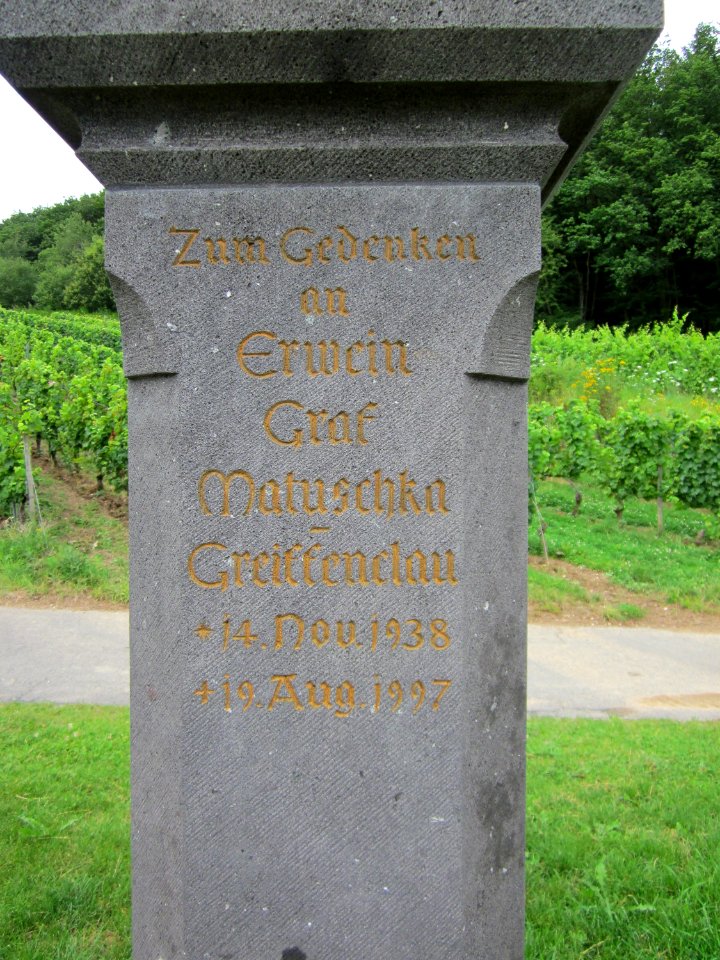 Zum Gedenken
an
Erwein
Graf
Matuschka
-
Greiffenclau
* 14. Nov. 1938
+ 19. Aug. 1997